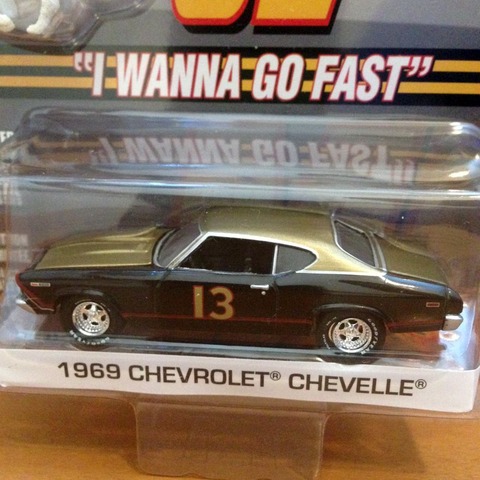 "I WANNA GO FAST"
13
1969 CHEVROLET® CHEVELLE®